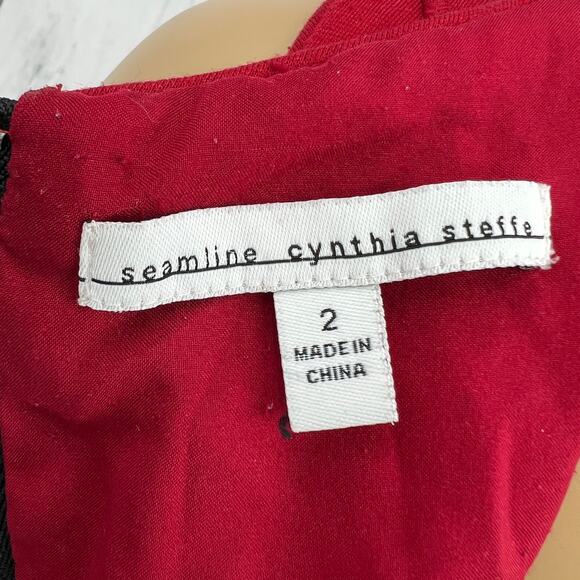 seamline cynthia steffe
2
MADE IN
CHINA